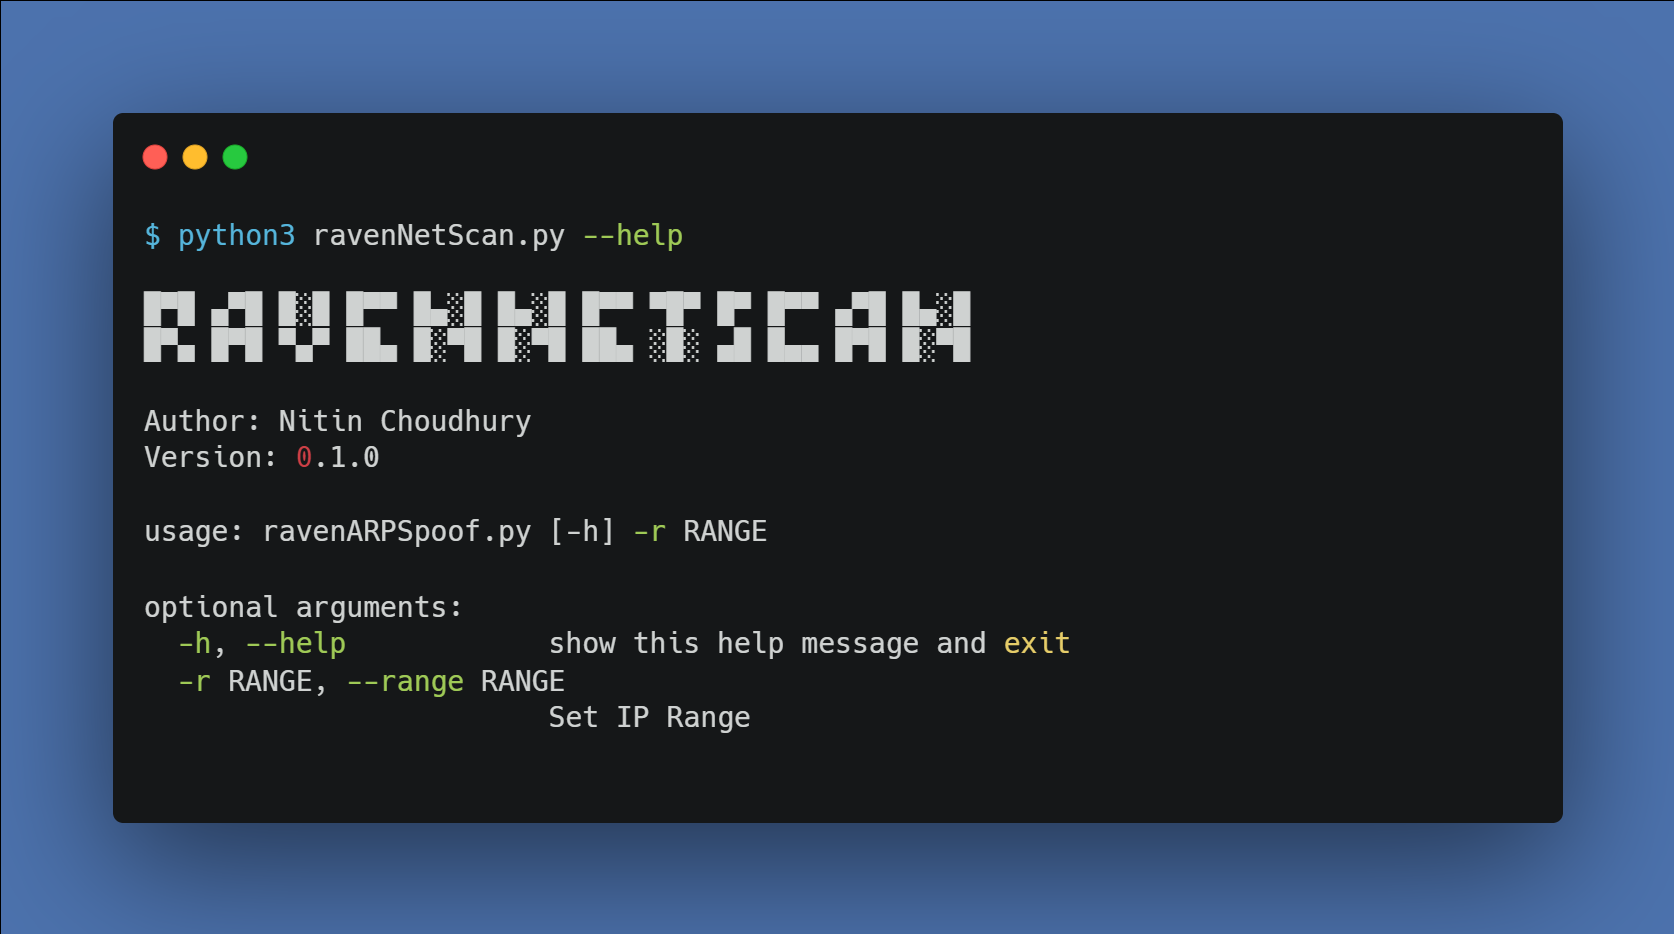 $ python3 ravenNetScan.py --help
RAVENNETSCAN
Author: Nitin Choudhury
Version: 0.1.0
usage: ravenARPSpoof.py [-h] -r RANGE
optional arguments:
-h, --help show this help message and exit
-r RANGE, --range RANGE
Set IP Range